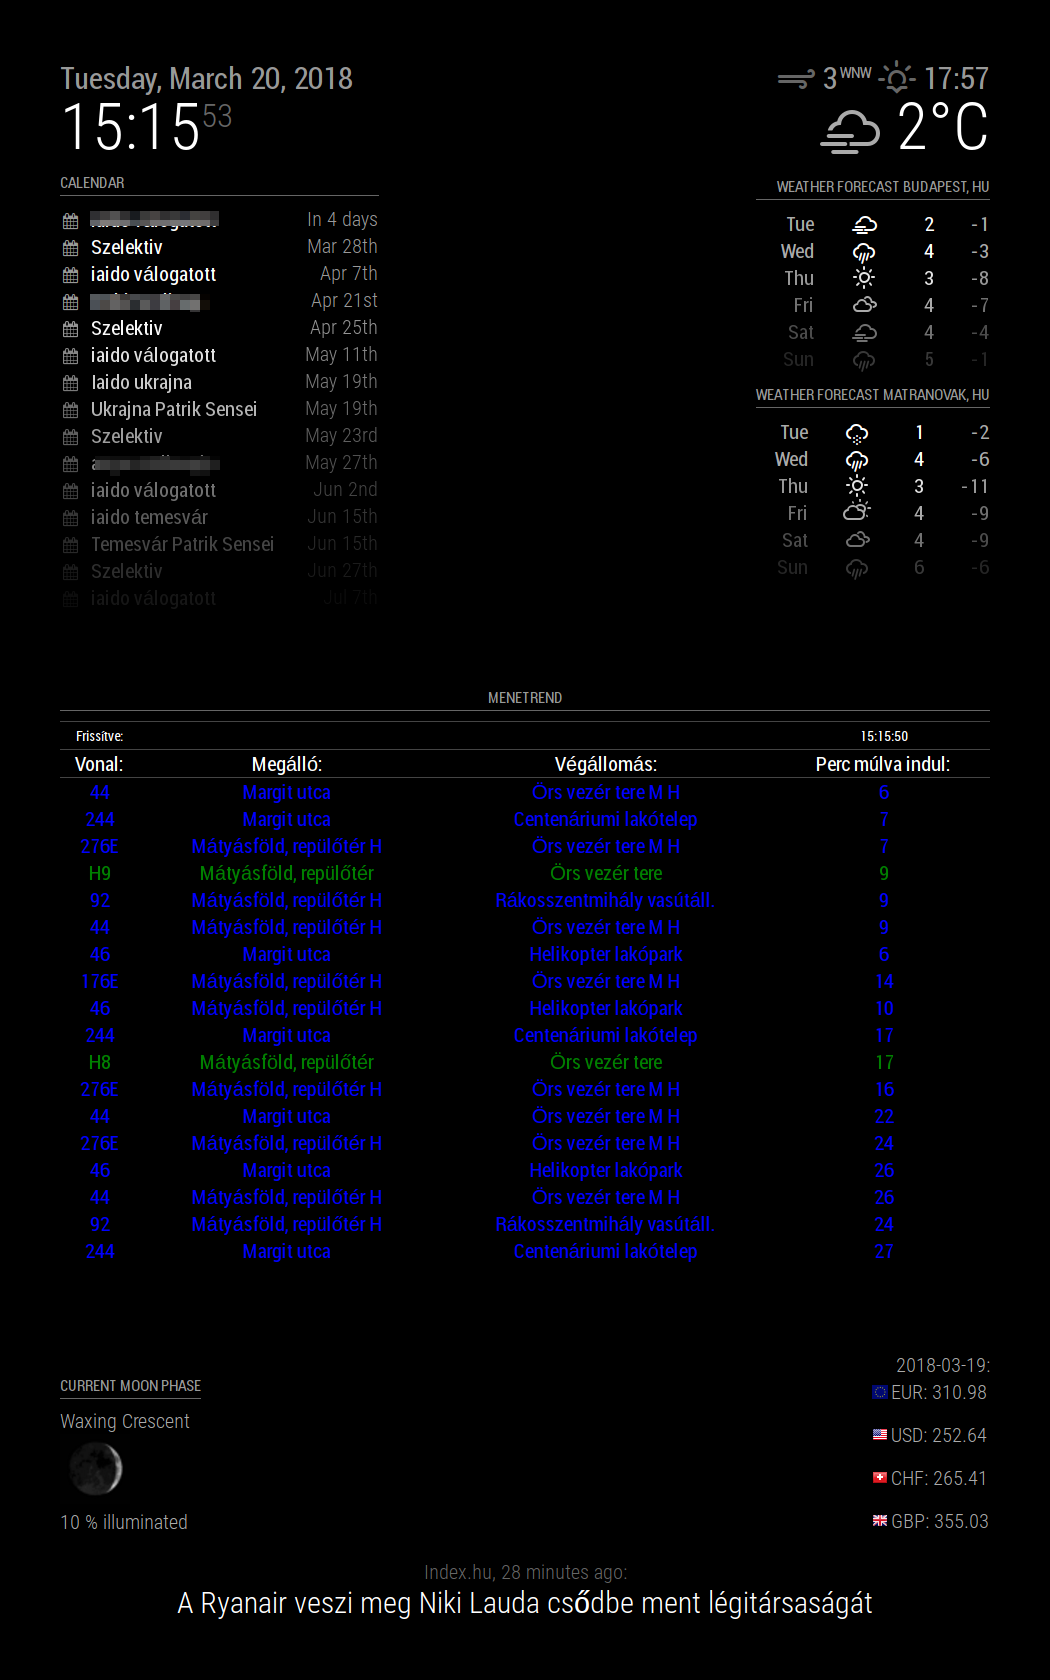 Tuesday, March 20, 2018
15:15 53
3 WNW 17:57
2°C
CALENDAR
In 4 days
Szelektiv Mar 28th
iaido válogatott Apr 7th
Apr 21st
Szelektiv Apr 25th
iaido válogatott May 11th
Iaido ukrajna May 19th
Ukrajna Patrik Sensei May 19th
Szelektiv May 23rd
May 27th
iaido válogatott Jun 2nd
iaido temesvár Jun 15th
Temesvár Patrik Sensei Jun 15th
Szelektiv Jun 27th
iaido válogatott Jul 7th
WEATHER FORECAST BUDAPEST, HU
Tue 2 -1
Wed 4 -3
Thu 3 -8
Fri 4 -7
Sat 4 -4
Sun 5 -1
WEATHER FORECAST MATRANOVAK, HU
Tue 1 -2
Wed 4 -6
Thu 3 -11
Fri 4 -9
Sat 4 -9
Sun 6 -6
MENETREND
Frissítve: 15:15:50
Vonal: Megálló: Végállomás: Perc múlva indul:
44 Margit utca Örs vezér tere M H 6
244 Margit utca Centenáriumi lakótelep 7
276E Mátyásföld, repülőtér H Örs vezér tere M H 7
H9 Mátyásföld, repülőtér Örs vezér tere 9
92 Mátyásföld, repülőtér H Rákosszentmihály vasútáll. 9
44 Mátyásföld, repülőtér H Örs vezér tere M H 9
46 Margit utca Helikopter lakópark 6
176E Mátyásföld, repülőtér H Örs vezér tere M H 14
46 Mátyásföld, repülőtér H Helikopter lakópark 10
244 Margit utca Centenáriumi lakótelep 17
H8 Mátyásföld, repülőtér Örs vezér tere 17
276E Mátyásföld, repülőtér H Örs vezér tere M H 16
44 Margit utca Örs vezér tere M H 22
276E Mátyásföld, repülőtér H Örs vezér tere M H 24
46 Margit utca Helikopter lakópark 26
44 Mátyásföld, repülőtér H Örs vezér tere M H 26
92 Mátyásföld, repülőtér H Rákosszentmihály vasútáll. 24
244 Margit utca Centenáriumi lakótelep 27
CURRENT MOON PHASE
Waxing Crescent
10 % illuminated
2018-03-19:
EUR: 310.98
USD: 252.64
CHF: 265.41
GBP: 355.03
Index.hu, 28 minutes ago:
A Ryanair veszi meg Niki Lauda csődbe ment légitársaságát